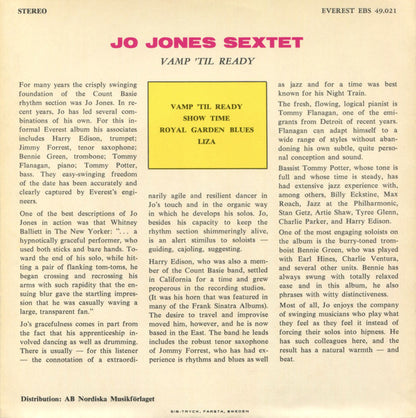 STEREO
EVEREST EBS 49.021
JO JONES SEXTET
VAMP 'TIL READY
For many years the crisply swinging
foundation of the Count Basie
rhythm section was Jo Jones. In re-
cent years, Jo has led several com-
binations of his own. For this in-
formal Everest album his associates
includes Harry Edison, trumpet;
Jimmy Forrest, tenor saxophone;
Bennie Green, trombone; Tommy
Flanagan, piano; Tommy Potter,
bass. They easy-swinging freedom
of the date has been accurately and
clearly captured by Everest's engi-
neers.
One of the best descriptions of Jo
Jones in action was that Whitney
Balliett in The New Yorker: "... a
hypnotically graceful performer, who
used both sticks and bare hands. To-
ward the end of his solo, while hit-
ting a pair of flanking tom-toms, he
began crossing and recrossing his
arms with such rapidity that the en-
suing blur gave the startling impres-
sion that he was casually waving a
large, transparent fan."
Jo's gracefulness comes in part from
the fact that his apprenticeship in-
volved dancing as well as drumming.
There is usually — for this listener
— the connotation of a extraordi-
VAMP 'TIL READY
SHOW TIME
ROYAL GARDEN BLUES
LIZA
narily agile and resilient dancer in
Jo's touch and in the organic way
in which he develops his solo. Jo,
besides his capacity to keep the
rhythm section shimmeringly alive,
is an alert stimulus to soloists —
guiding, cajoling, suggesting.
Harry Edison, who was also a mem-
ber of the Count Basie band, settled
in California for a time and grew
properous in the recording studios.
(It was his horn that was featured in
many of the Frank Sinatra Albums).
The desire to travel and improvise
moved him, however, and he is now
based in the East. The band he leads
includes the robust tenor saxophon
of Jommy Forrest, who has had ex-
perience is rhythms and blues as well
as jazz and for a time was best
known for his Night Train.
The fresh, flowing, logical pianist is
Tommy Flanagan, one of the emi-
grants from Detroit of recent years.
Flanagan can adapt himself to a
wide range of styles without aban-
doning his own subtle, quite per-
sonal conception and sound.
Bassist Tommy Potter, whose tone is
full and whose time is steady, has
had extensive jazz experience with,
among others, Billy Eckstine, Max
Roach, Jazz at the Philharmonic,
Stan Getz, Artie Shaw, Tyree Glenn,
Charlie Parker, and Harry Edison.
One of the most engaging soloists on
the album is the burry-toned trom-
boist Bennie Green, who was played
with Earl Hines, Charlie Ventura,
and several other units. Bennie has
always swung with totally relaxed
ease and in this album, he also
phrases with witty distinctiveness.
Most of all, Jo enjoys the company
of swinging musicians who play what
they feel as they feel it instead of
forcing their solos into hipness. He
has such colleagues here, and the
result has a natural warmth — and
beat.
Distribution: AB Nordiska Musikförlaget
SIB-TRYCK, FARSTA, SWEDEN